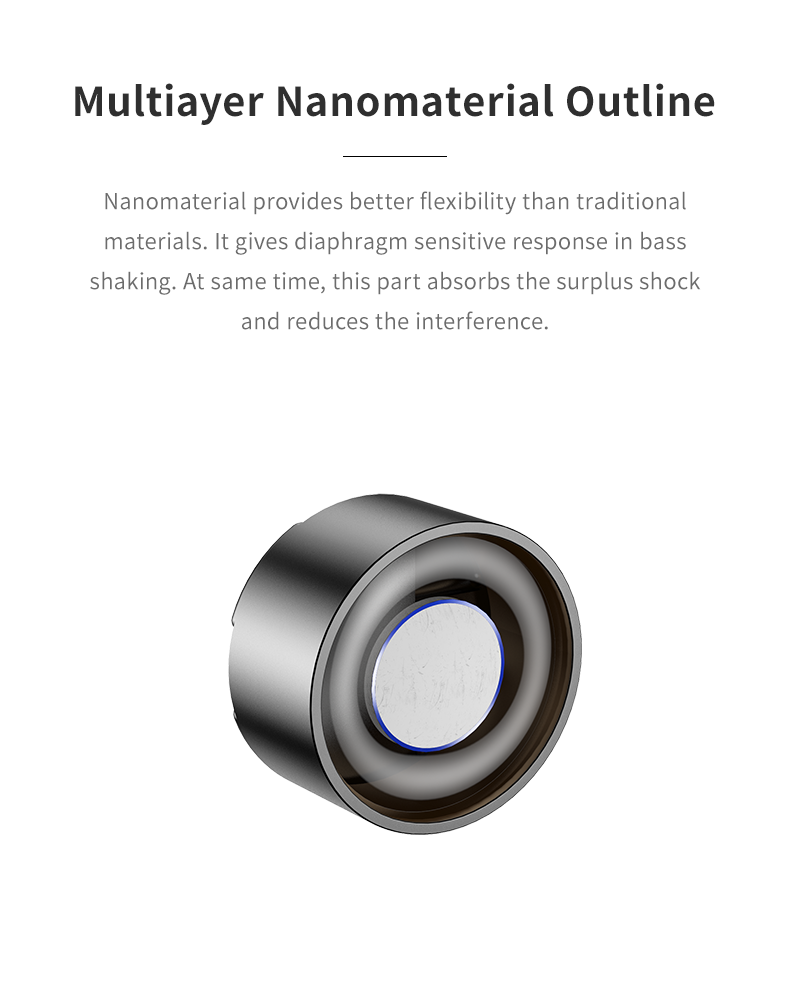 Multiayer Nanomaterial Outline
Nanomaterial provides better flexibility than traditional
materials. It gives diaphragm sensitive response in bass
shaking. At same time, this part absorbs the surplus shock
and reduces the interference.